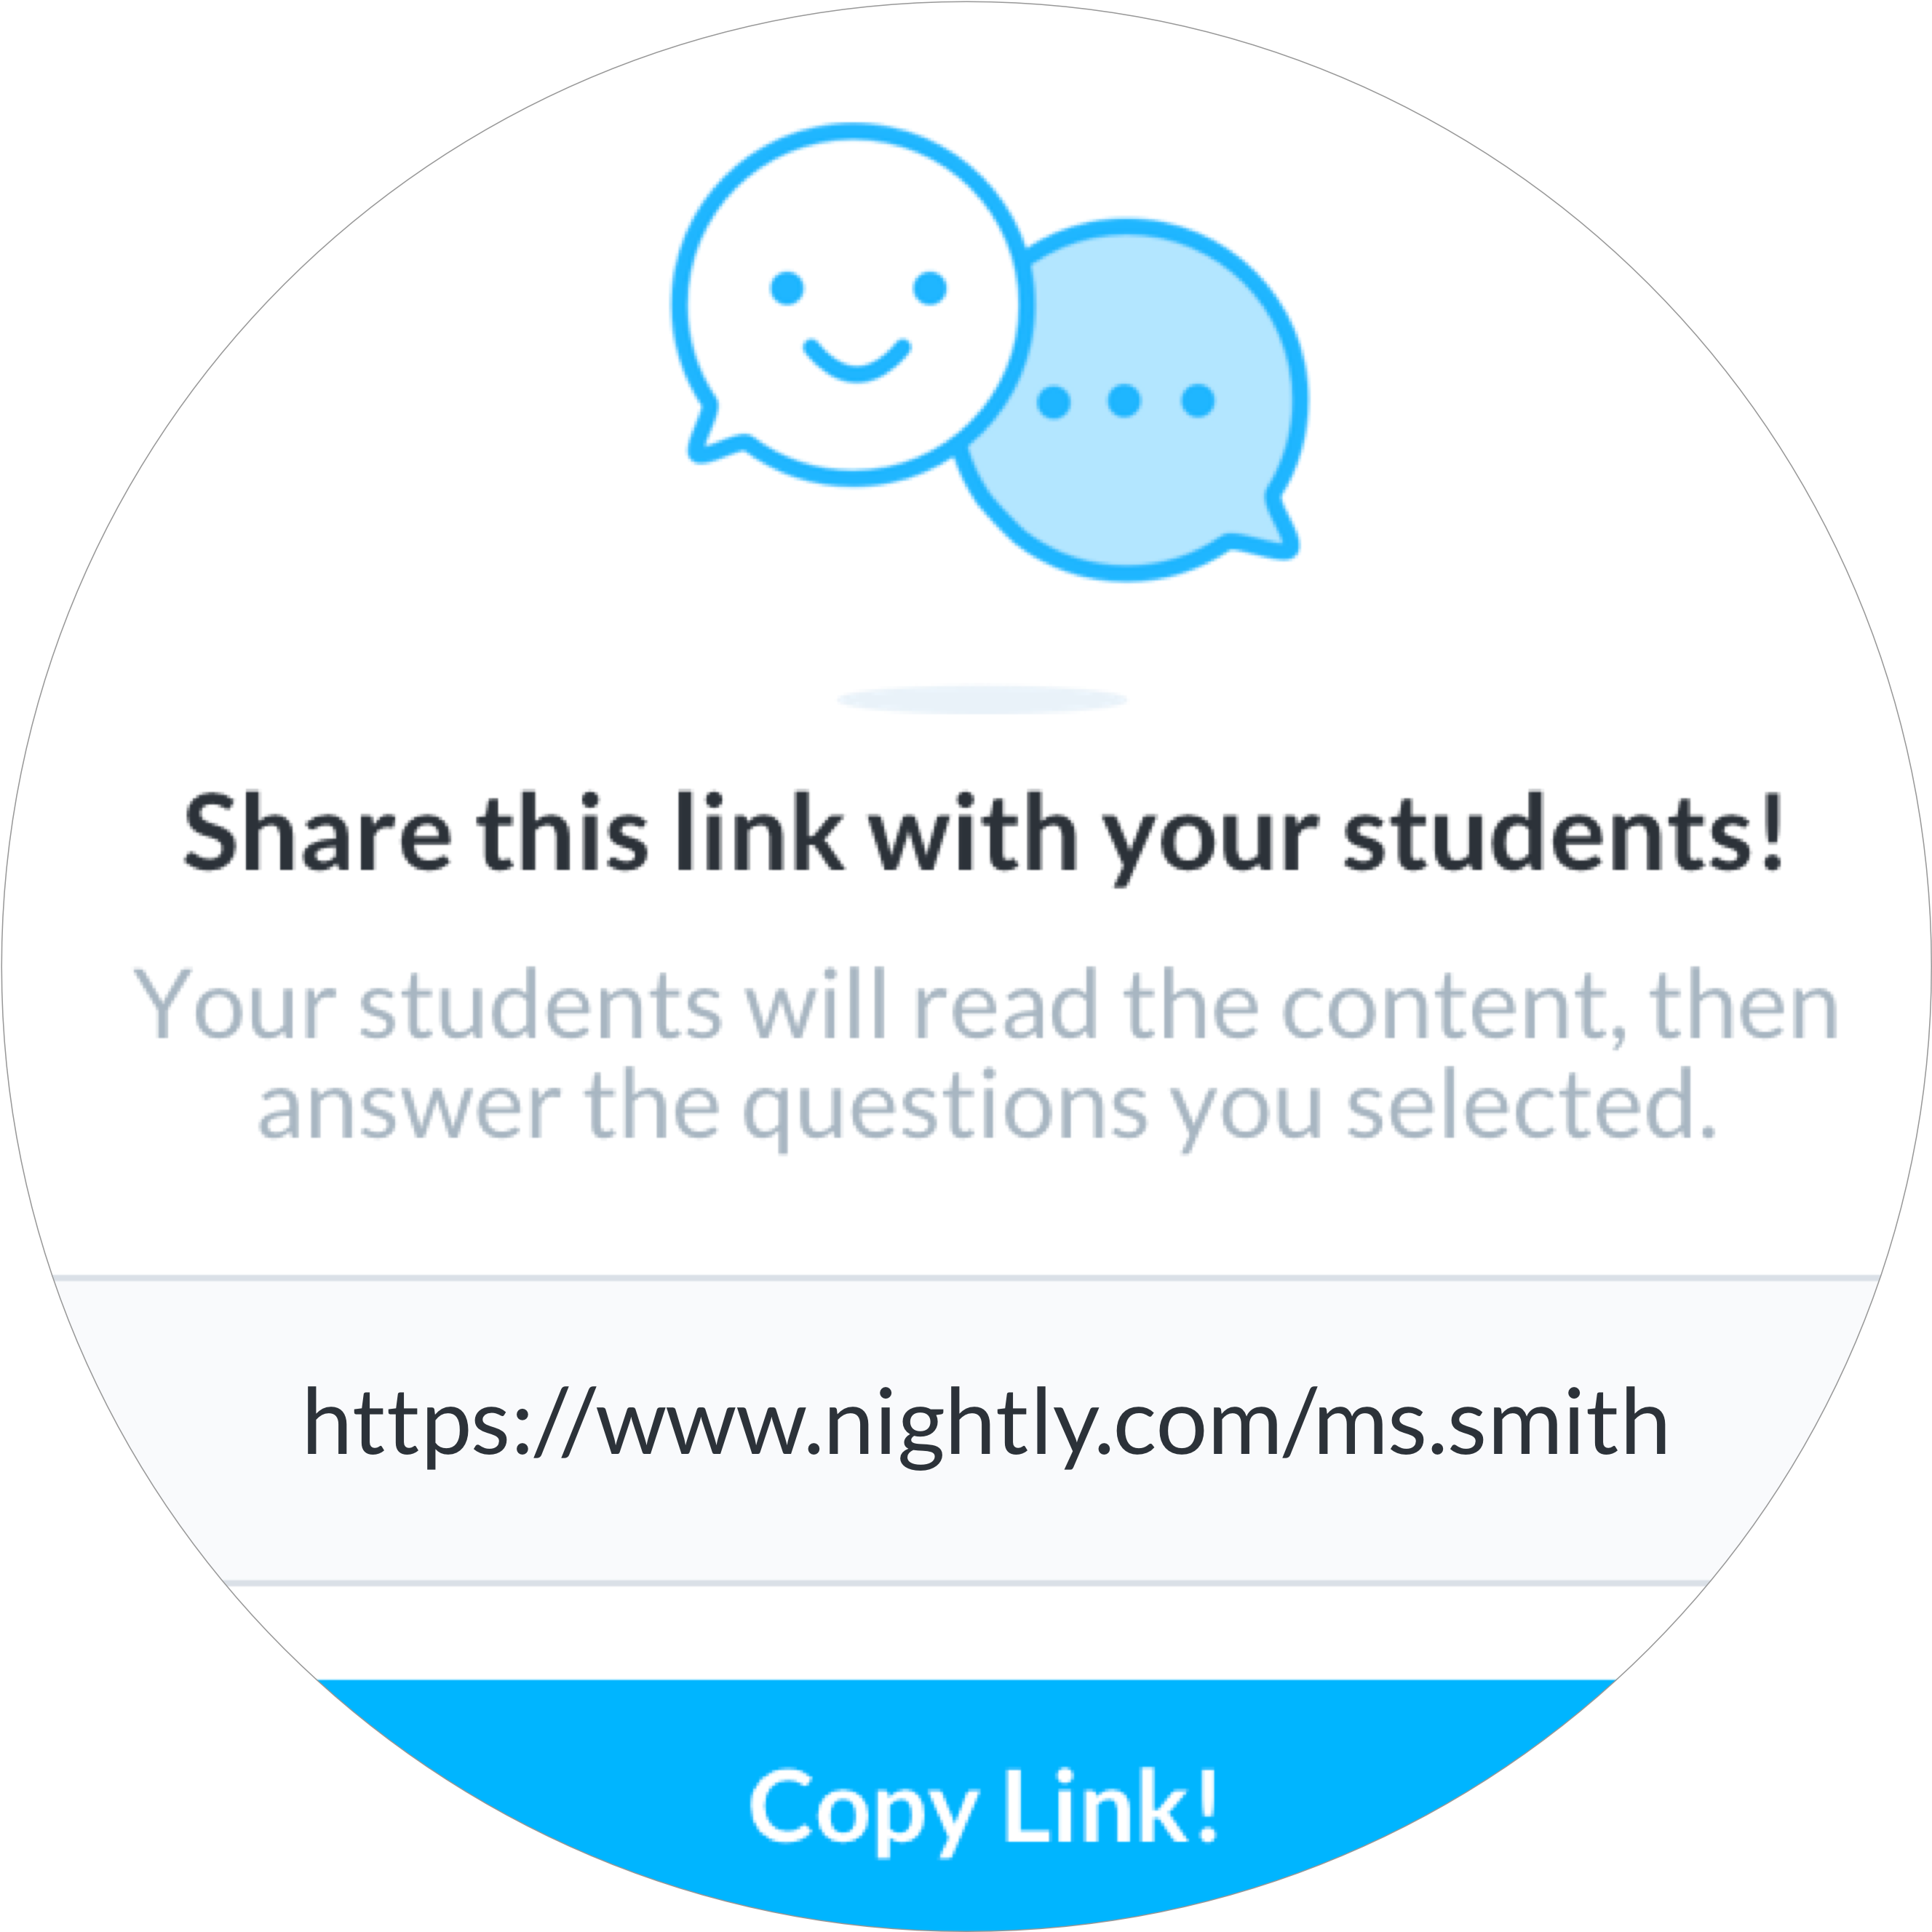 Share this link with your students!
Your students will read the content, then
answer the questions you selected.
https://www.nightly.com/ms.smith
Copy Link!